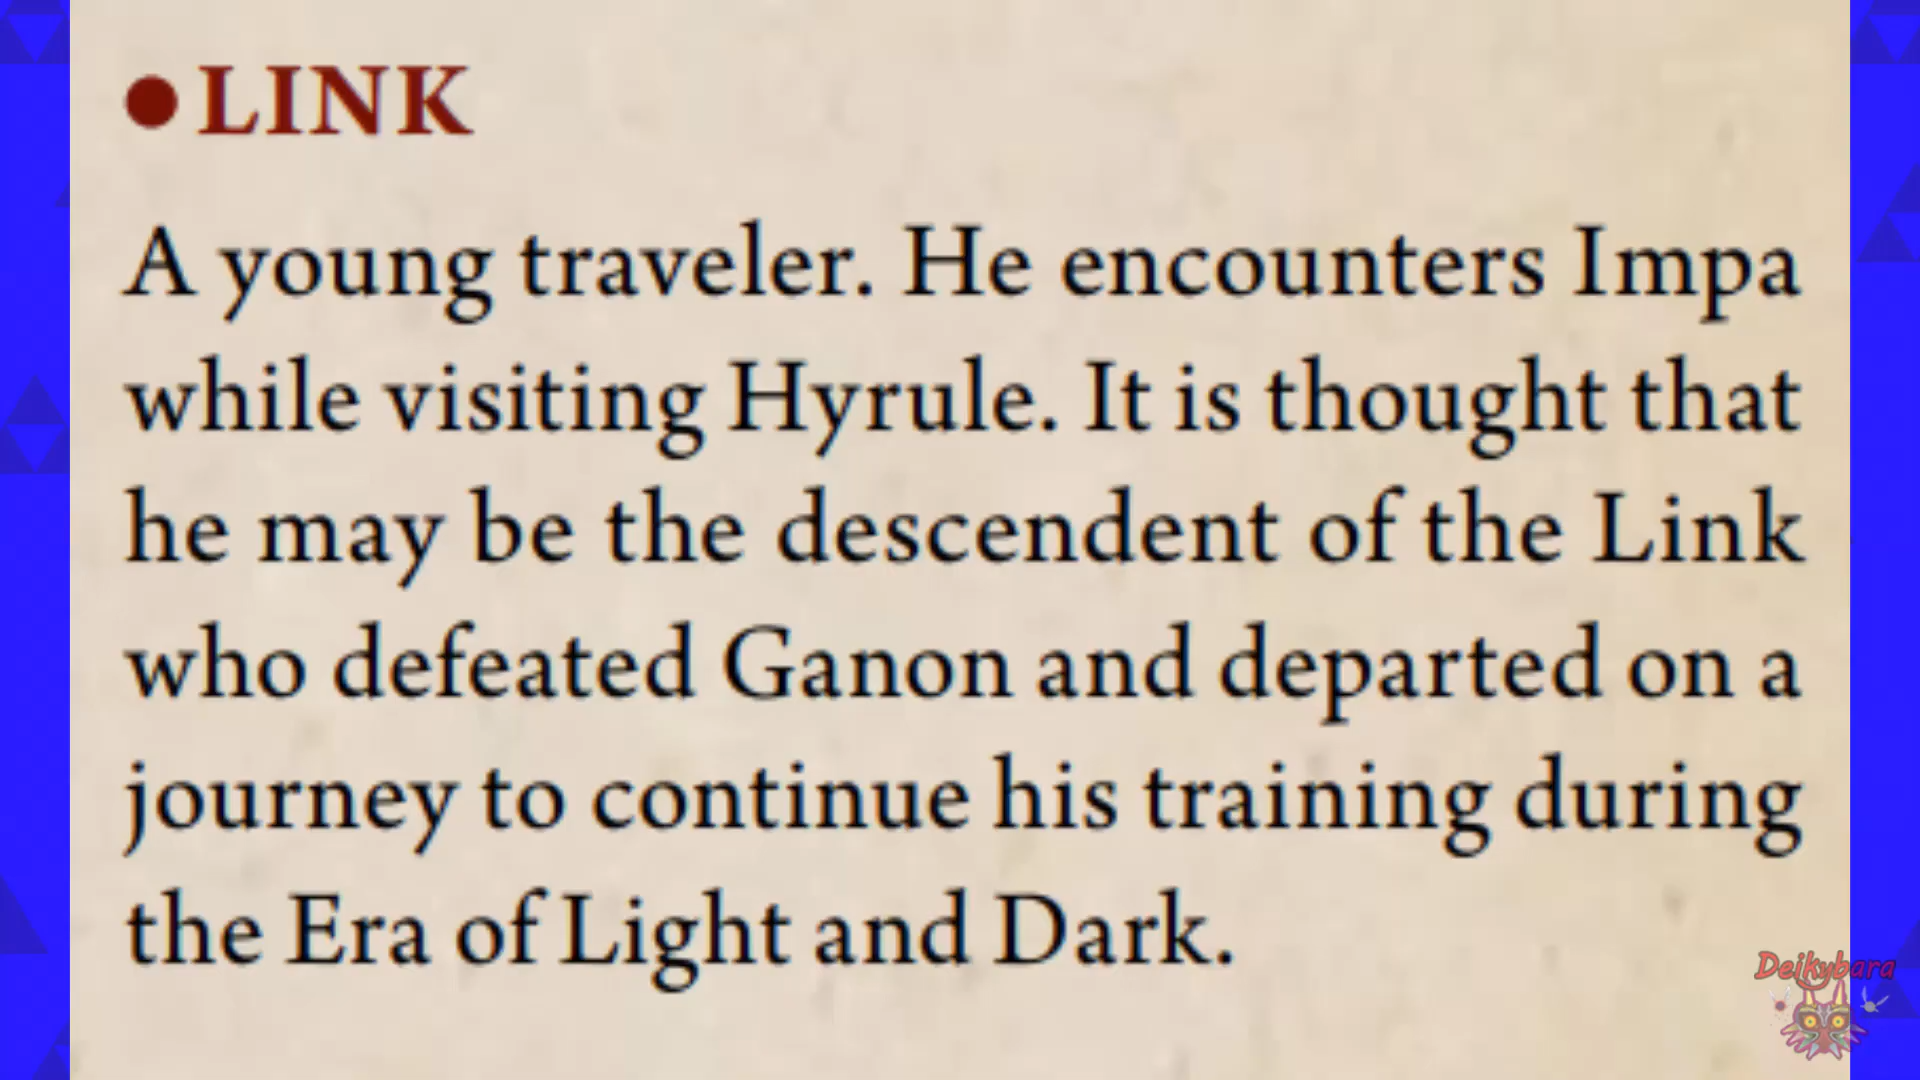 ● LINK
A young traveler. He encounters Impa
while visiting Hyrule. It is thought that
he may be the descendent of the Link
who defeated Ganon and departed on a
journey to continue his training during
the Era of Light and Dark.
Deikybara